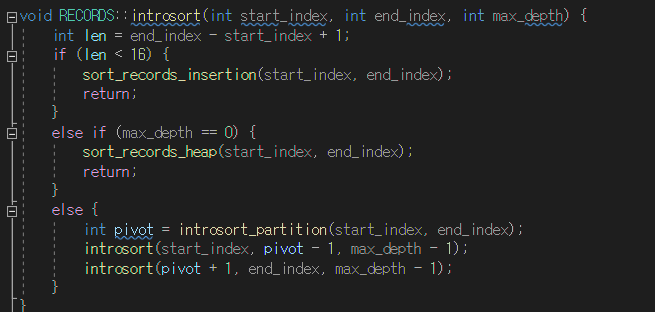 void RECORDS::introsort(int start_index, int end_index, int max_depth) {
int len = end_index - start_index + 1;
if (len < 16) {
sort_records_insertion(start_index, end_index);
return;
}
else if (max_depth == 0) {
sort_records_heap(start_index, end_index);
return;
}
else {
int pivot = introsort_partition(start_index, end_index);
introsort(start_index, pivot - 1, max_depth - 1);
introsort(pivot + 1, end_index, max_depth - 1);
}
}